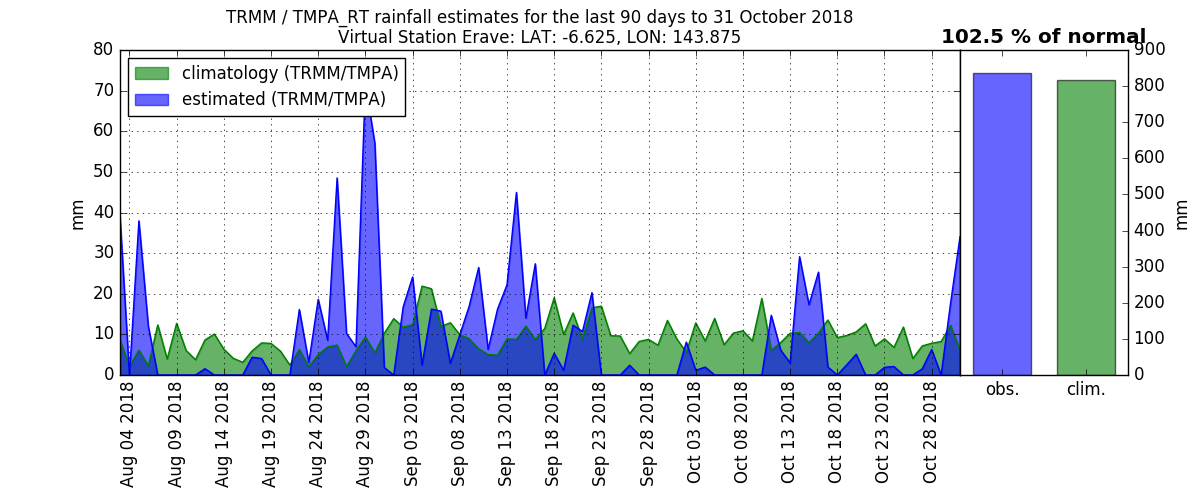 TRMM / TMPA_RT rainfall estimates for the last 90 days to 31 October 2018
Virtual Station Erave: LAT: -6.625, LON: 143.875
102.5 % of normal
climatology (TRMM/TMPA)
estimated (TRMM/TMPA)
80
70
60
50
40
30
20
10
0
mm
900
800
700
600
500
400
300
200
100
0
mm
Aug 04 2018
Aug 09 2018
Aug 14 2018
Aug 19 2018
Aug 24 2018
Aug 29 2018
Sep 03 2018
Sep 08 2018
Sep 13 2018
Sep 18 2018
Sep 23 2018
Sep 28 2018
Oct 03 2018
Oct 08 2018
Oct 13 2018
Oct 18 2018
Oct 23 2018
Oct 28 2018
obs.
clim.